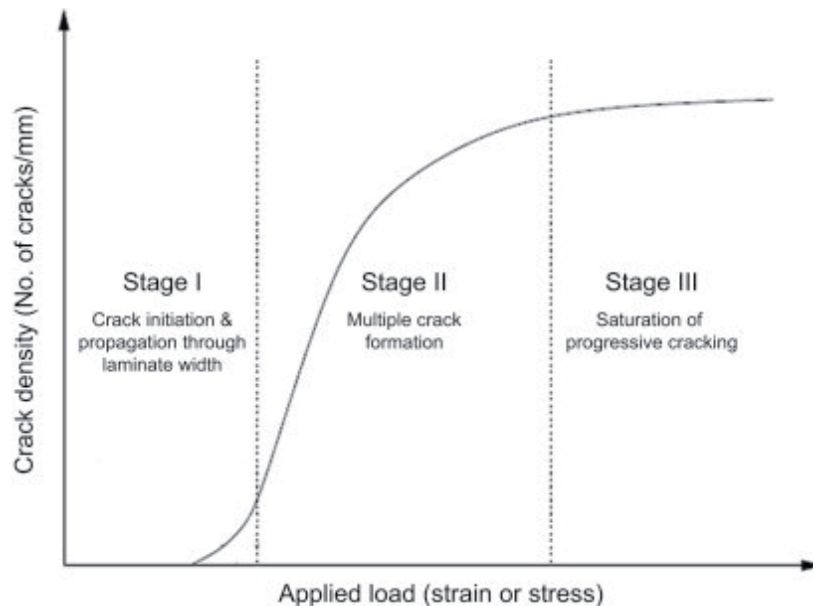 Crack density (No. of cracks/mm)
Stage I
Crack initiation &
propagation through
laminate width
Stage II
Multiple crack
formation
Stage III
Saturation of
progressive cracking
Applied load (strain or stress)